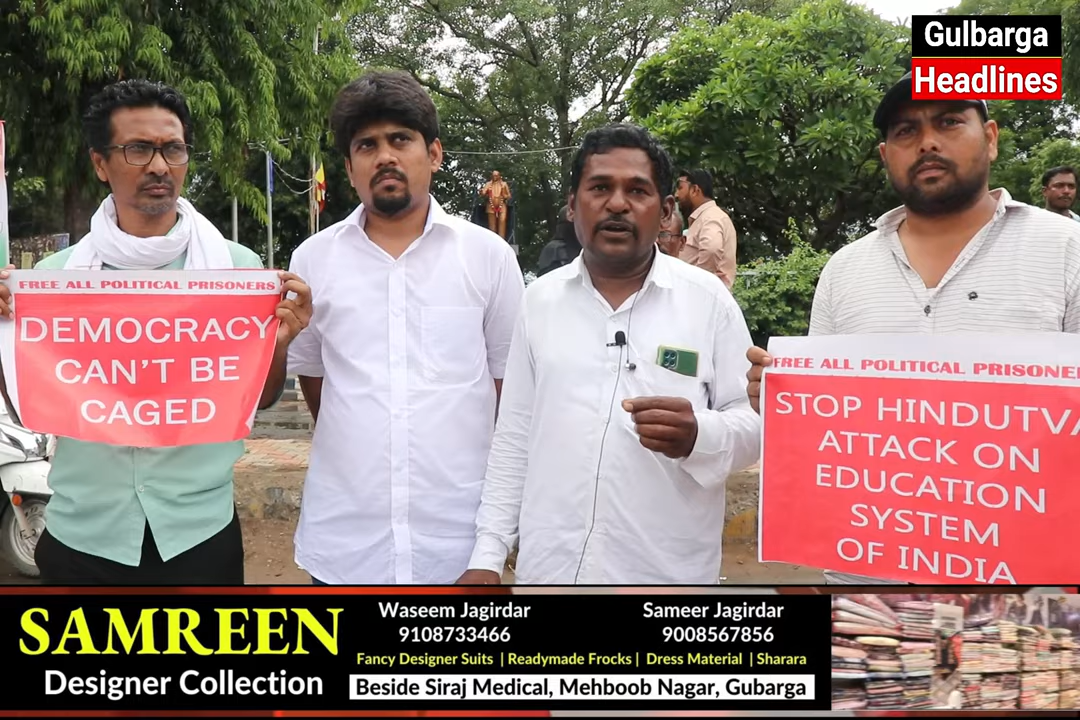 Gulbarga
Headlines
FREE ALL POLITICAL PRISONERS
DEMOCRACY
CAN'T BE
CAGED
FREE ALL POLITICAL PRISONE
STOP HINDUTVA
ATTACK ON
EDUCATION
SYSTEM
OF INDIA
SAMREEN
Designer Collection
Waseem Jagirdar
9108733466
Sameer Jagirdar
9008567856
Fancy Designer Suits | Readymade Frocks | Dress Material | Sharara
Beside Siraj Medical, Mehboob Nagar, Gubarga